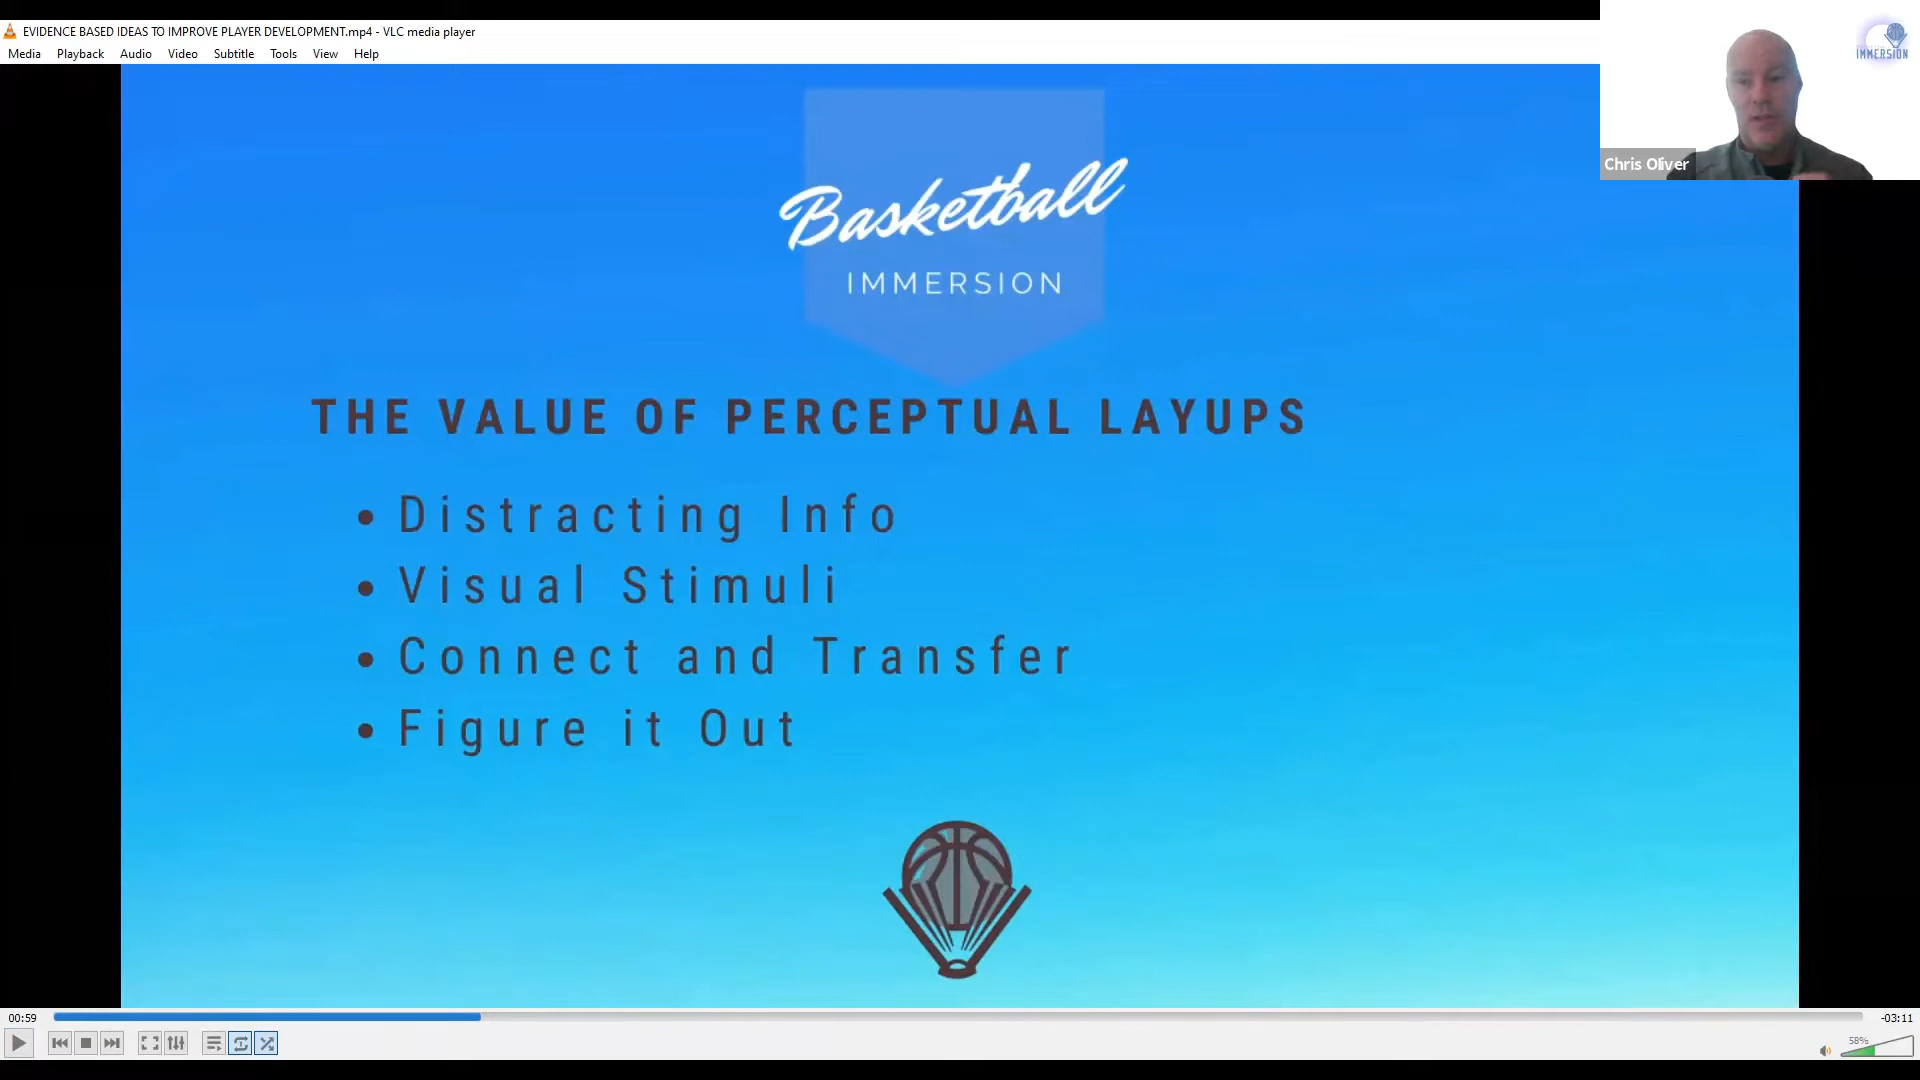 EVIDENCE BASED IDEAS TO IMPROVE PLAYER DEVELOPMENT.mp4 - VLC media player
Media Playback Audio Video Subtitle Tools View Help
IMMERSION
Chris Oliver
Basketball
IMMERSION
THE VALUE OF PERCEPTUAL LAYUPS
• Distracting Info
• Visual Stimuli
• Connect and Transfer
• Figure it Out
00:59
-03:11
58%